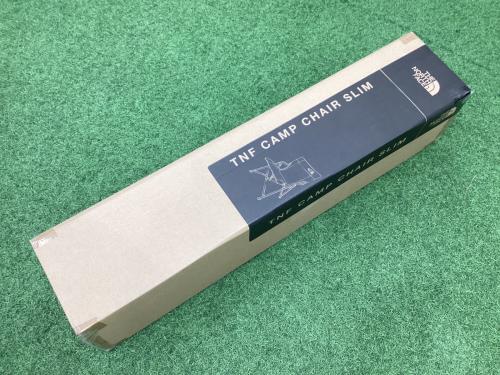 THE
NORTH
FACE
TNF CAMP CHAIR SLIM
TNF CAMP CHAIR SLIM